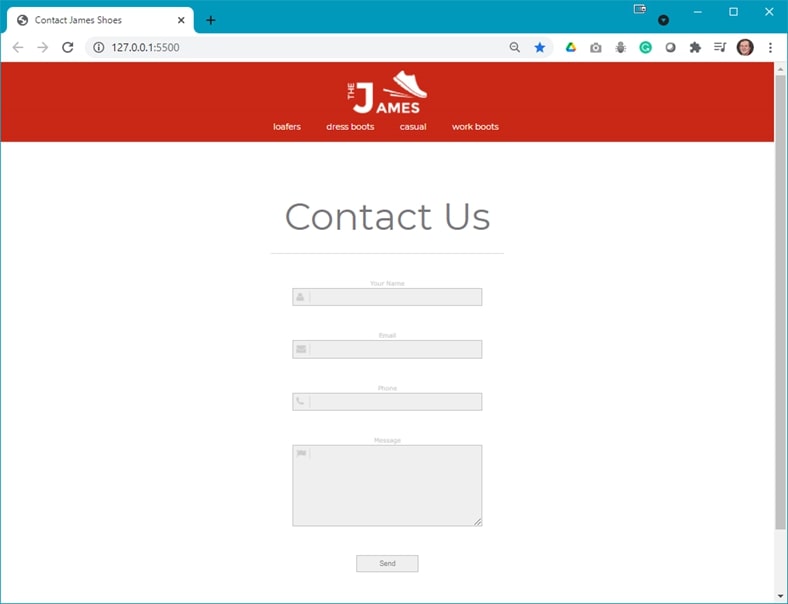 Contact James Shoes
127.0.0.1:5500
THE JAMES
loafers dress boots casual work boots
Contact Us
Your Name
Email
Phone
Message
Send